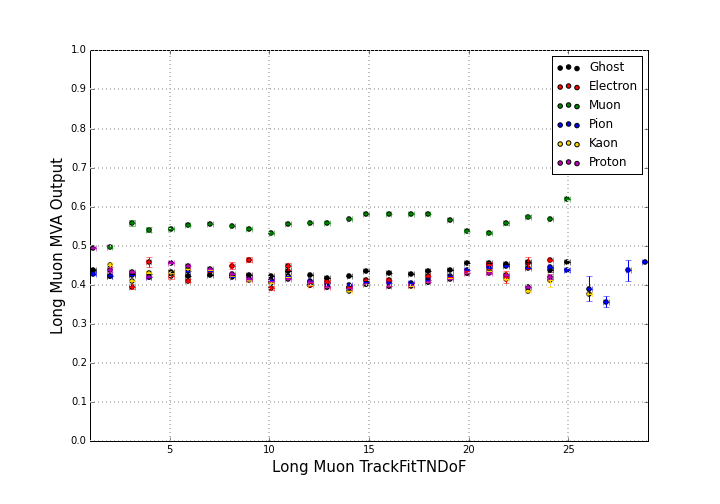 1.0
0.9
0.8
0.7
0.6
0.5
0.4
0.3
0.2
0.1
0.0
Long Muon MVA Output
Ghost
Electron
Muon
Pion
Kaon
Proton
5
10
15
20
25
Long Muon TrackFitTNDoF